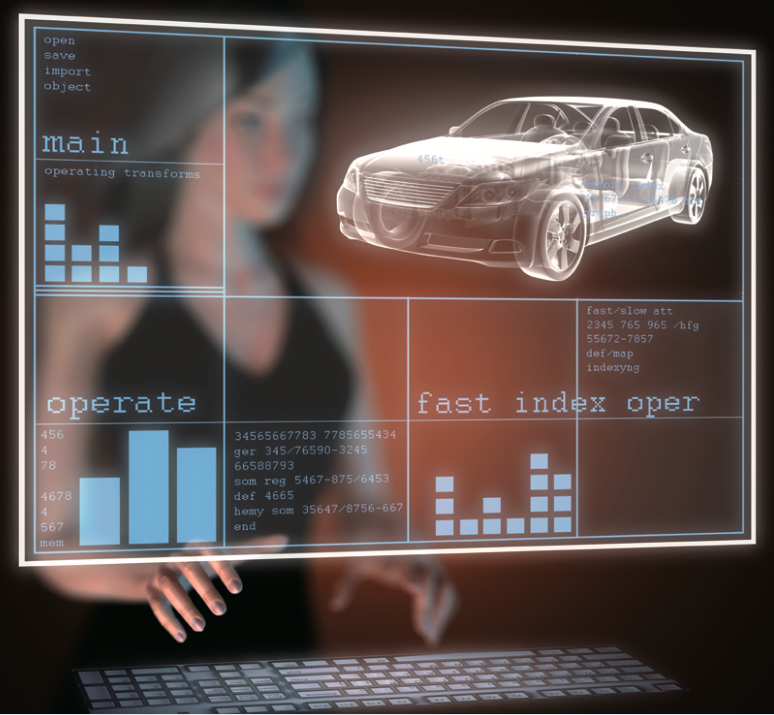 open
save
import
object
main
operating transforms
456t
fast/slow att
2345 765 965 /hfg
55672-7857
def/map
indexyng
operate
fast index oper
456
4
78
4678
4
567
mem
34565667783 7785655434
ger 345/76590-3245
66588793
som reg 5467-875/6453
def 4665
hemy som 35647/8756-667
end